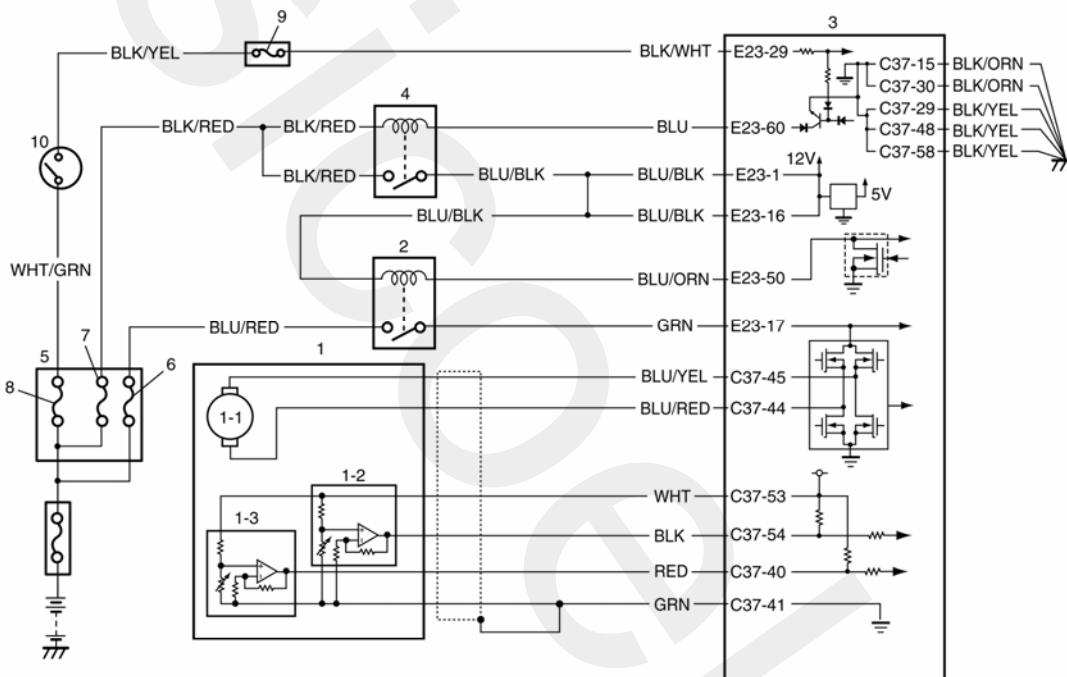 9
3
BLK/YEL
BLK/WHT
E23-29
C37-15
BLK/ORN
C37-30
BLK/ORN
4
C37-29
BLK/YEL
BLK/RED
BLK/RED
BLU
E23-60
C37-48
BLK/YEL
10
C37-58
BLK/YEL
12V
BLK/RED
BLU/BLK
BLU/BLK
E23-1
5V
BLU/BLK
BLU/BLK
E23-16
2
WHT/GRN
BLU/ORN
E23-50
BLU/RED
GRN
E23-17
7
5
6
1
8
BLU/YEL
C37-45
1-1
BLU/RED
C37-44
1-2
WHT
C37-53
1-3
BLK
C37-54
RED
C37-40
GRN
C37-41